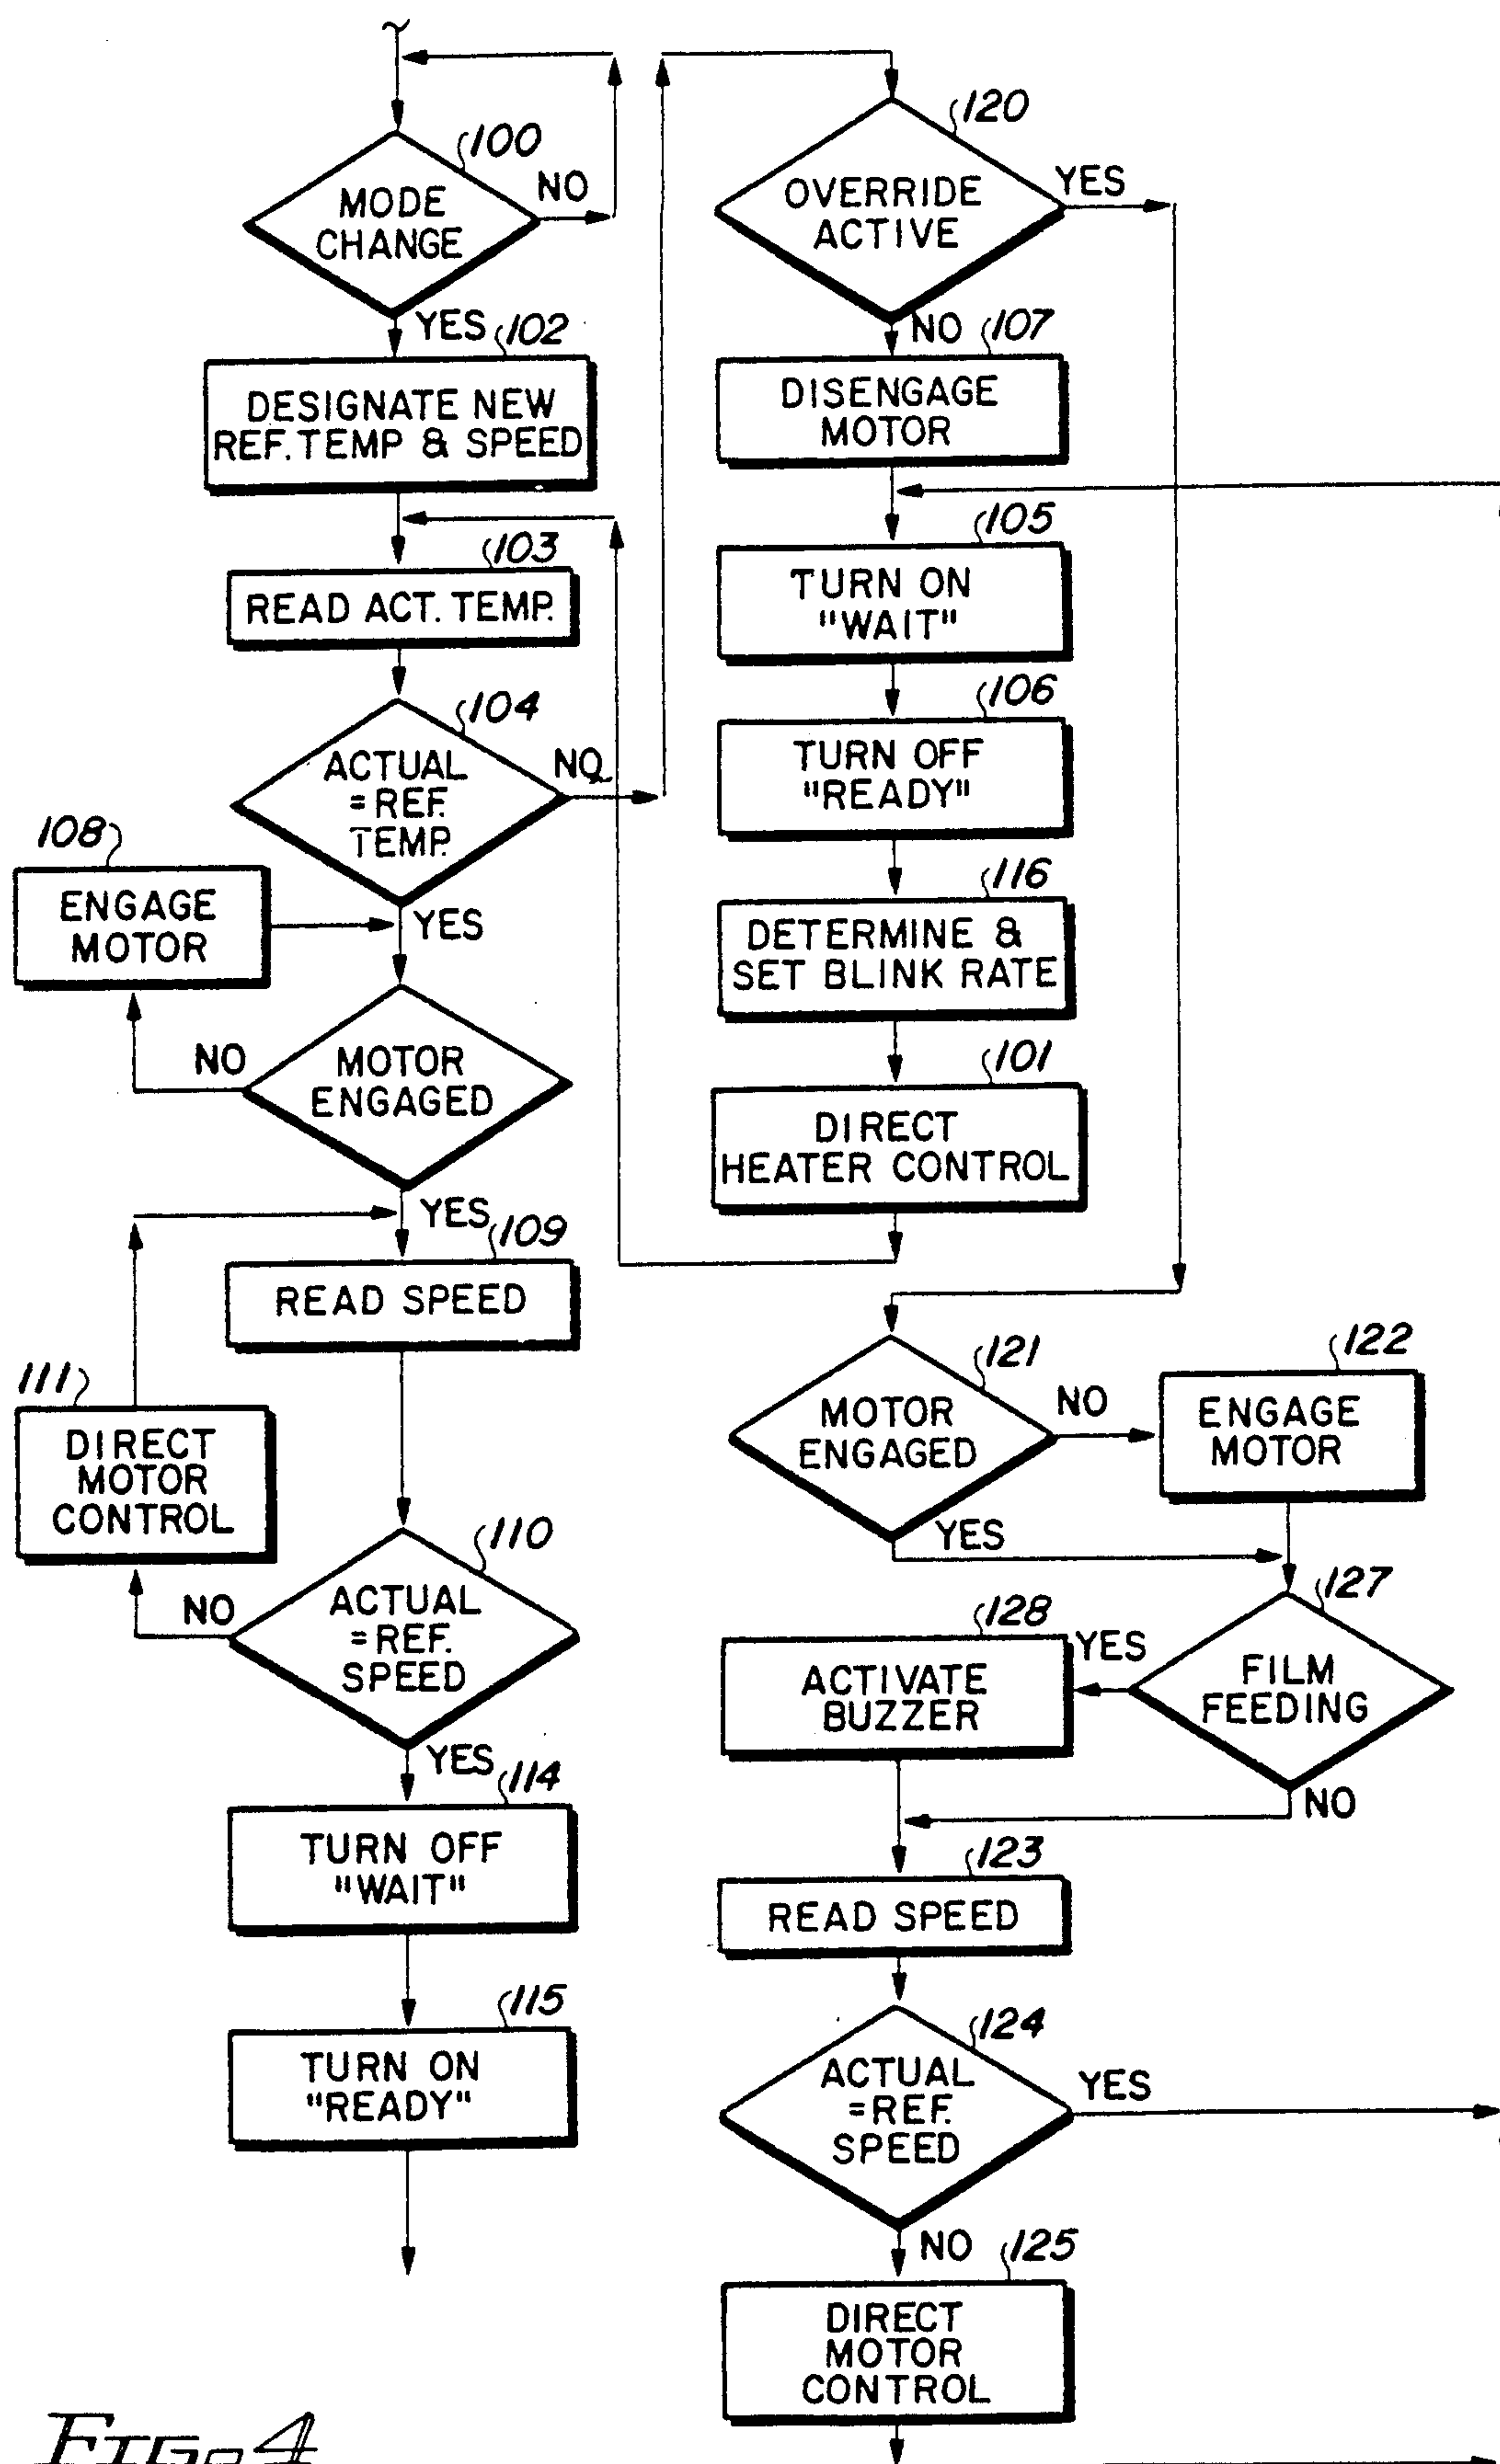 100
MODE
CHANGE
NO
YES
102
DESIGNATE NEW
REF. TEMP & SPEED
103
READ ACT. TEMP.
104
ACTUAL
=REF.
TEMP.
NO
YES
108
ENGAGE
MOTOR
MOTOR
ENGAGED
NO
YES
109
READ SPEED
111
DIRECT
MOTOR
CONTROL
110
ACTUAL
=REF.
SPEED
NO
YES
114
TURN OFF
"WAIT"
115
TURN ON
"READY"
120
OVERRIDE
ACTIVE
YES
NO
107
DISENGAGE
MOTOR
105
TURN ON
"WAIT"
106
TURN OFF
"READY"
116
DETERMINE &
SET BLINK RATE
101
DIRECT
HEATER CONTROL
121
MOTOR
ENGAGED
NO
YES
122
ENGAGE
MOTOR
127
FILM
FEEDING
YES
NO
128
ACTIVATE
BUZZER
123
READ SPEED
124
ACTUAL
=REF.
SPEED
YES
NO
125
DIRECT
MOTOR
CONTROL
FIG. 4